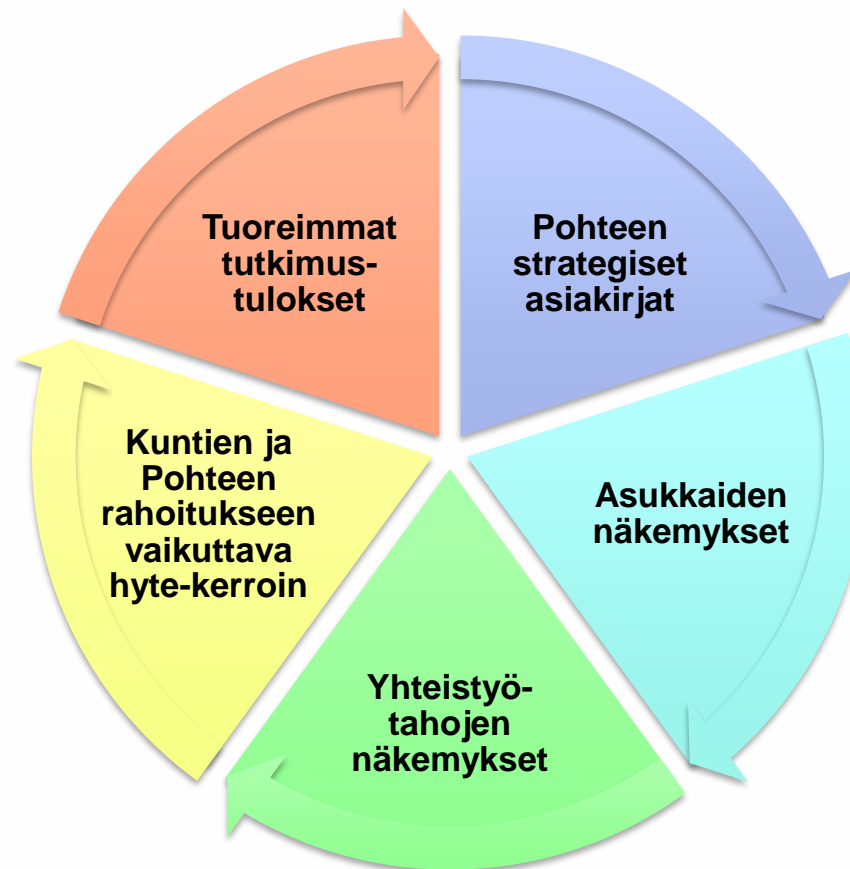 Tuoreimmat
tutkimus-
tulokset
Pohteen
strategiset
asiakirjat
Asukkaiden
näkemykset
Yhteistyö-
tahojen
näkemykset
Kuntien ja
Pohteen
rahoitukseen
vaikuttava
hyte-kerroin